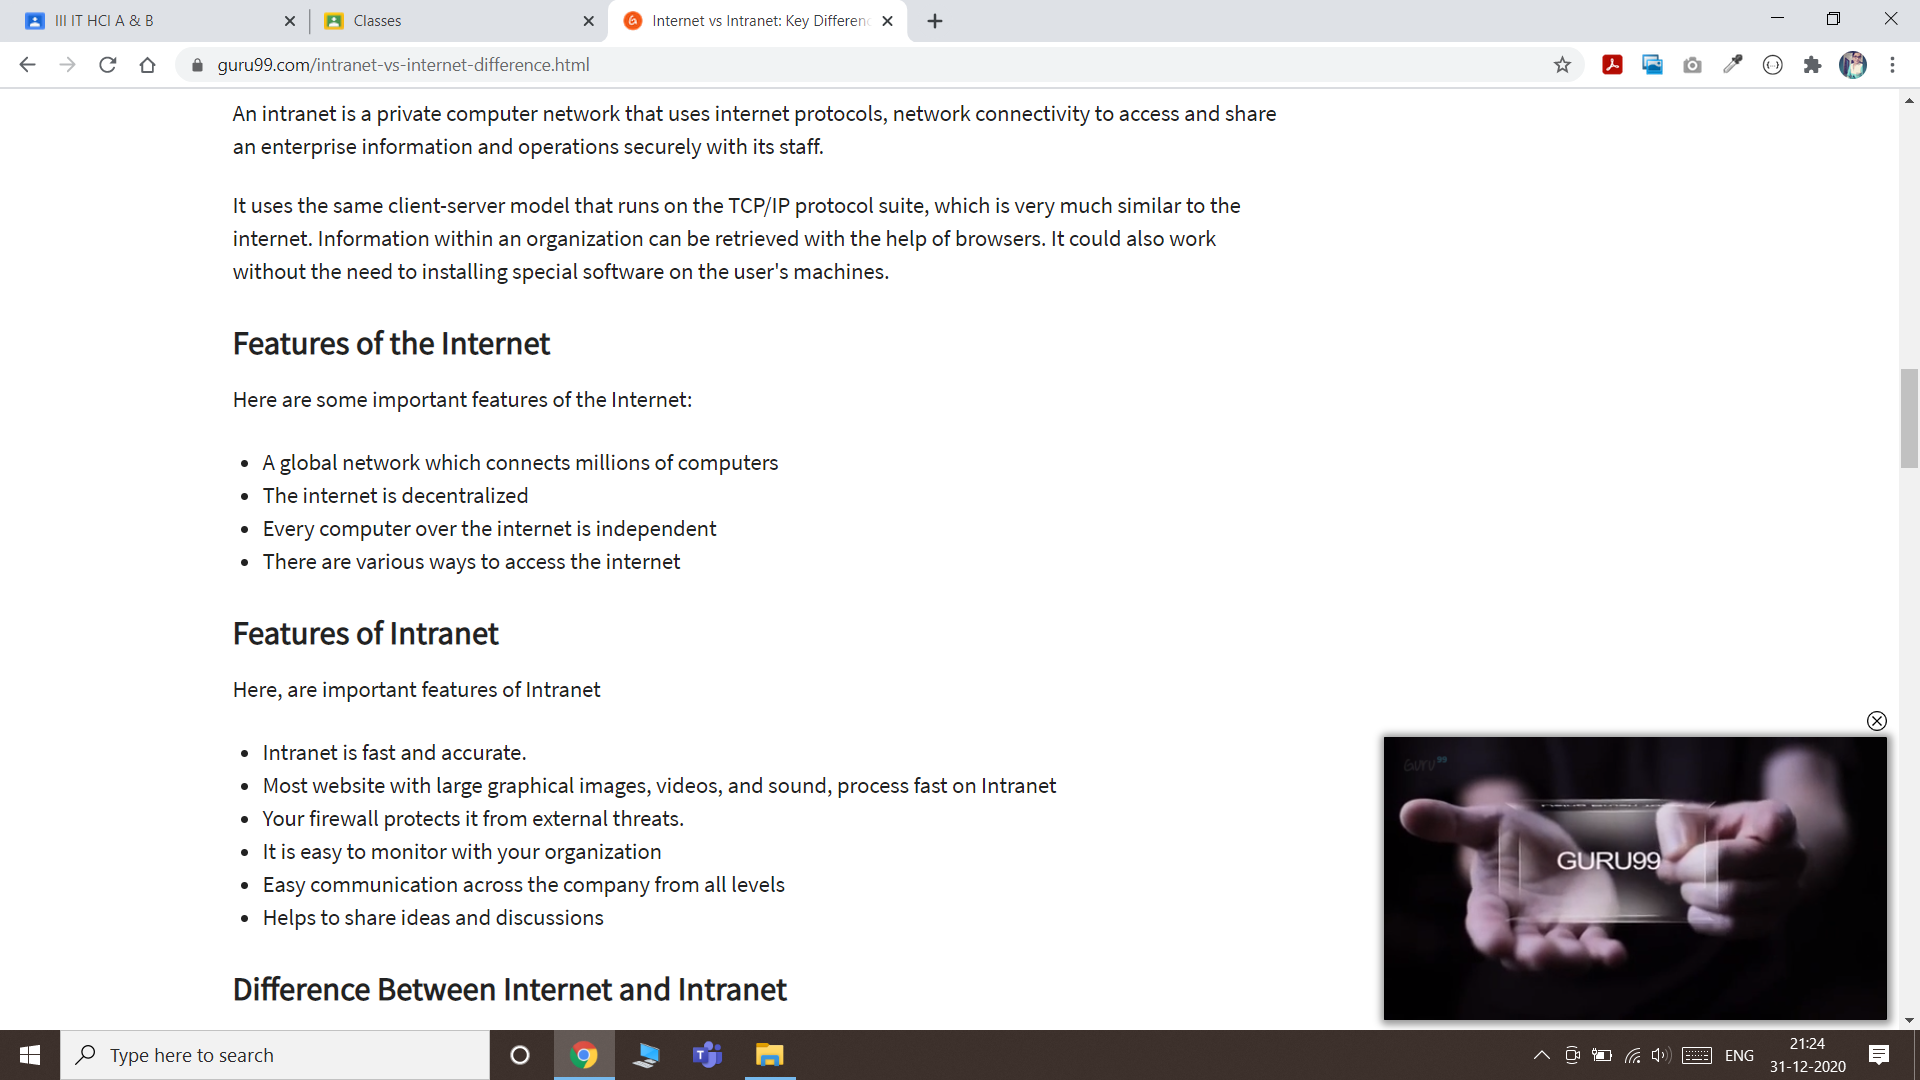 III IT HCI A & B
Classes
Internet vs Intranet: Key Differen
guru99.com/intranet-vs-internet-difference.html
An intranet is a private computer network that uses internet protocols, network connectivity to access and share
an enterprise information and operations securely with its staff.
It uses the same client-server model that runs on the TCP/IP protocol suite, which is very much similar to the
internet. Information within an organization can be retrieved with the help of browsers. It could also work
without the need to installing special software on the user's machines.
Features of the Internet
Here are some important features of the Internet:
• A global network which connects millions of computers
• The internet is decentralized
• Every computer over the internet is independent
• There are various ways to access the internet
Features of Intranet
Here, are important features of Intranet
• Intranet is fast and accurate.
• Most website with large graphical images, videos, and sound, process fast on Intranet
• Your firewall protects it from external threats.
• It is easy to monitor with your organization
• Easy communication across the company from all levels
• Helps to share ideas and discussions
Guru99
GURU99
Difference Between Internet and Intranet
Type here to search
ENG
21:24
31-12-2020